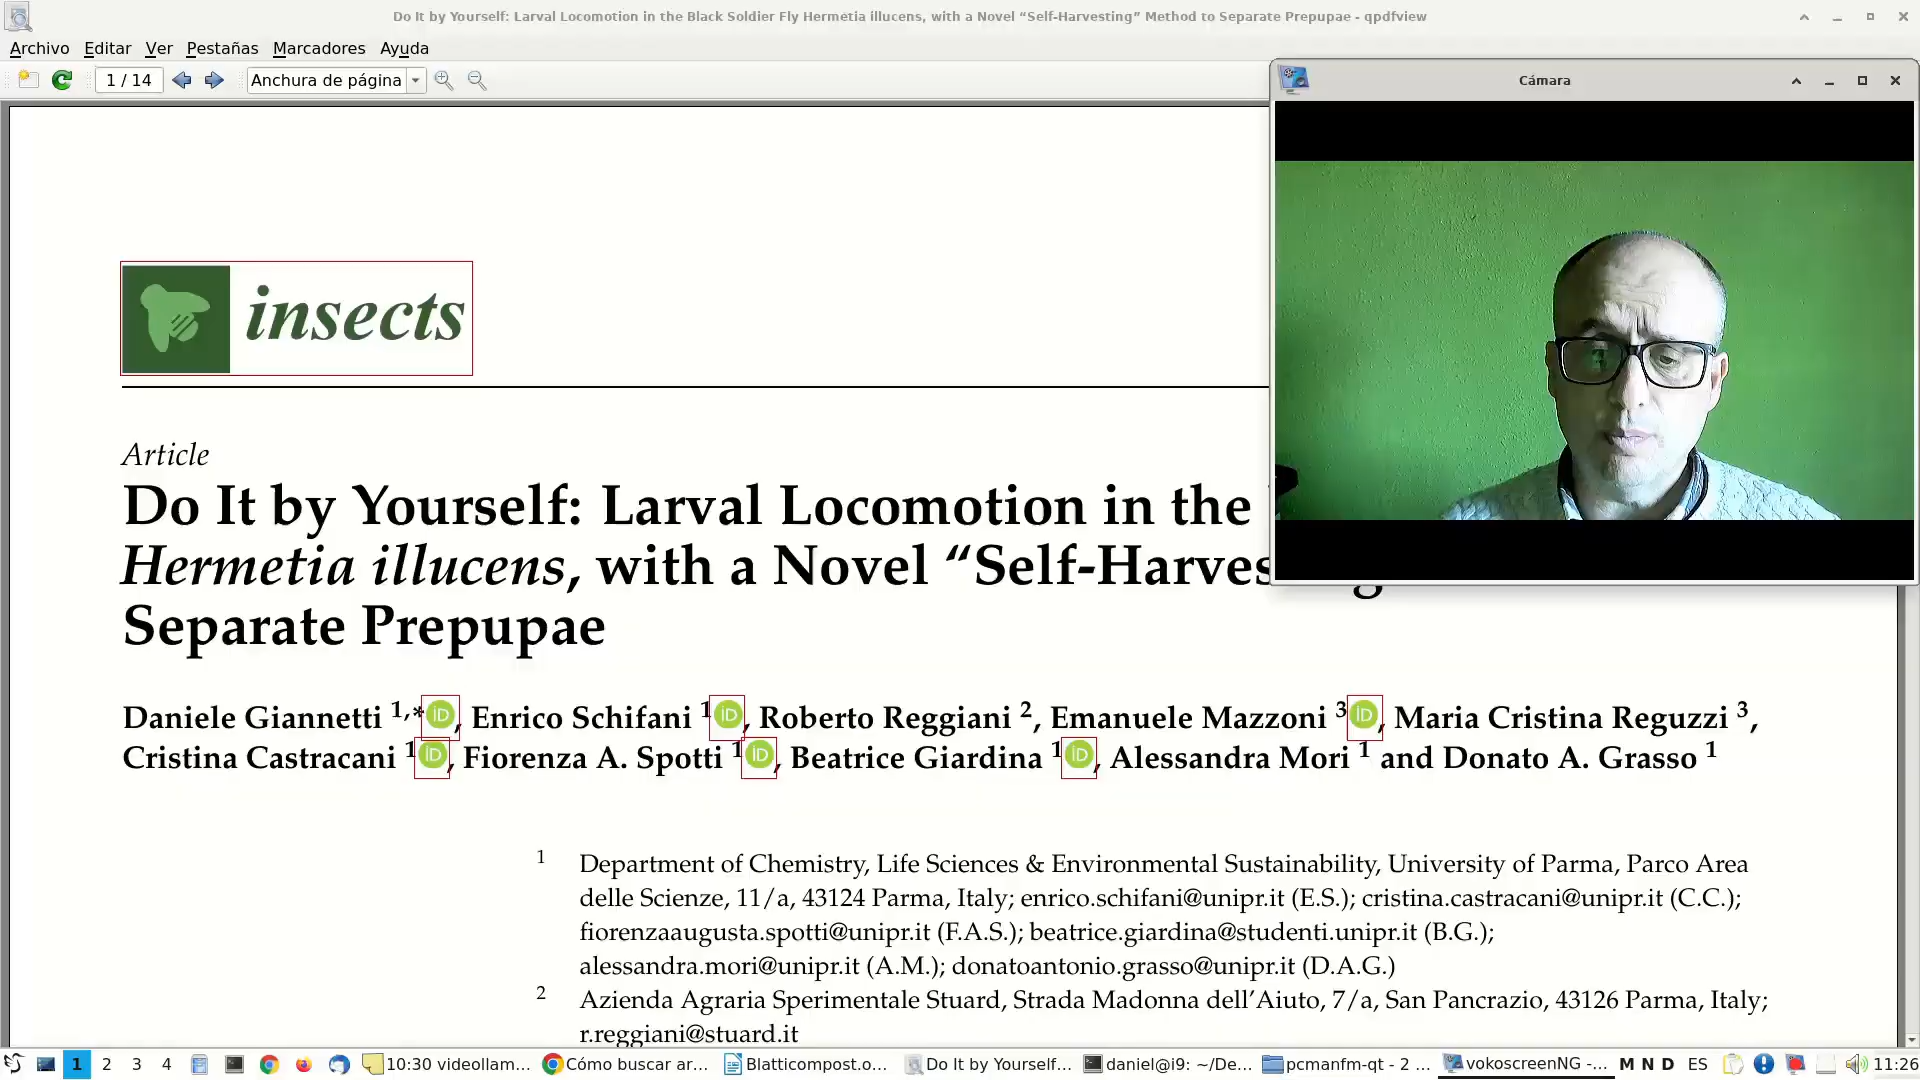 Do It by Yourself: Larval Locomotion in the Black Soldier Fly Hermetia illucens, with a Novel “Self-Harvesting” Method to Separate Prepupae - qpdfview
Archivo Editar Ver Pestañas Marcadores Ayuda
1 / 14 Anchura de página
Cámara
insects
Article
Do It by Yourself: Larval Locomotion in the
Hermetia illucens, with a Novel “Self-Harves
Separate Prepupae
Daniele Giannetti 1,* iD, Enrico Schifani 1 iD, Roberto Reggiani 2, Emanuele Mazzoni 3 iD, Maria Cristina Reguzzi 3,
Cristina Castracani 1 iD, Fiorenza A. Spotti 1 iD, Beatrice Giardina 1 iD, Alessandra Mori 1 and Donato A. Grasso 1
1 Department of Chemistry, Life Sciences & Environmental Sustainability, University of Parma, Parco Area
delle Scienze, 11/a, 43124 Parma, Italy; enrico.schifani@unipr.it (E.S.); cristina.castracani@unipr.it (C.C.);
fiorenzaaugusta.spotti@unipr.it (F.A.S.); beatrice.giardina@studenti.unipr.it (B.G.);
alessandra.mori@unipr.it (A.M.); donatoantonio.grasso@unipr.it (D.A.G.)
2 Azienda Agraria Sperimentale Stuard, Strada Madonna dell’Aiuto, 7/a, San Pancrazio, 43126 Parma, Italy;
r.reggiani@stuard.it
1 2 3 4 10:30 videollam... Cómo buscar ar... Blatticompost.o... Do It by Yourself... daniel@i9: ~/De... pcmanfm-qt - 2 ... vokoscreenNG -... M N D ES 11:26